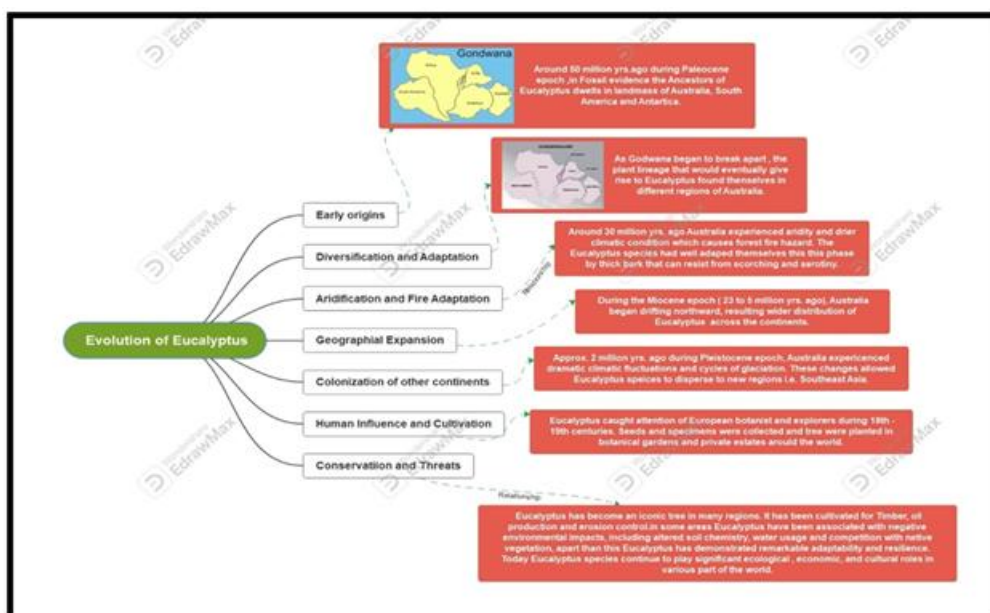 Gondwana
Around 50 million yrs.ago during Paleocene
epoch ,in Fossil evidence the Ancestors of
Eucalyptus dwells in landmass of Australia, South
America and Antartica.
As Godwana began to break apart , the
plant lineage that would eventually give
rise to Eucalyptus found themselves in
different regions of Australia.
Early origins
Around 30 million yrs. ago Australia experienced aridity and drier
climatic condition which causes forest fire hazard. The
Eucalyptus species had well adaped themselves this this phase
by thick bark that can resist from scorching and serotiny.
Diversification and Adaptation
Aridification and Fire Adaptation
During the Miocene epoch ( 23 to 5 million yrs. ago), Australia
began drifting northward, resulting wider distribution of
Eucalyptus across the continents.
Evolution of Eucalyptus
Geographial Expansion
Approx. 2 million yrs. ago during Pleistocene epoch, Australia expericenced
dramatic climatic fluctuations and cycles of glaciation. These changes allowed
Eucalyptus speices to disperse to new regions i.e. Southeast Asia.
Colonization of other continents
Human Influence and Cultivation
Eucalyptus caught attention of European botanist and explorers during 18th -
19th centuries. Seeds and specimens were collected and tree were planted in
botanical gardens and private estates arould the world.
Conservatiion and Threats
Relationship
Eucalyptus has become an iconic tree in many regions. It has been cultivated for Timber, oil
production and erosion control.in some areas Eucalyptus have been associated with negative
environmental impacts, including altered soil chemistry, water usage and competition with netive
vegetation, apart than this Eucalyptus has demonstrated remarkable adaptability and resilience.
Today Eucalyptus species continue to play significant ecological , economic, and cultural roles in
various part of the world.
EdrawMax